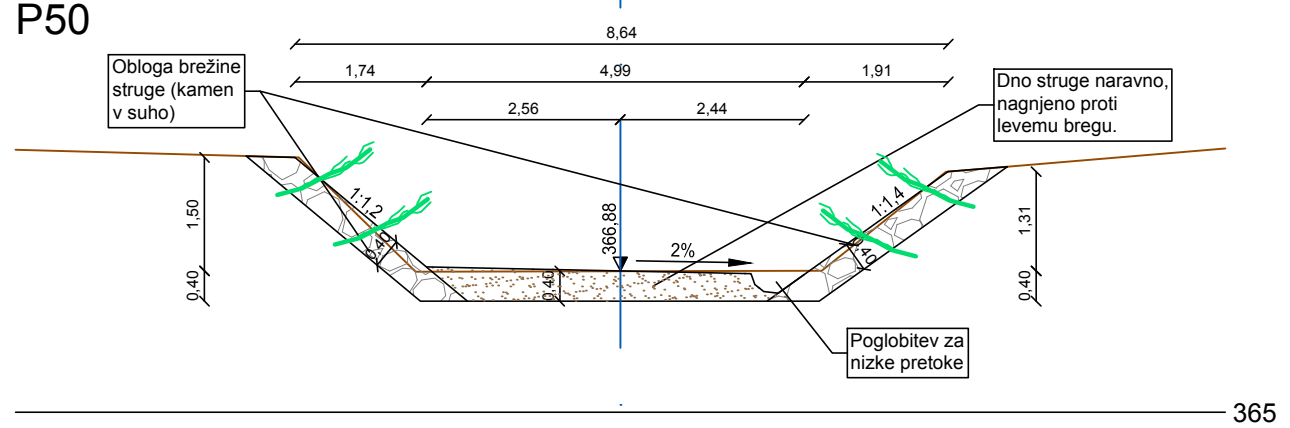 P50
8,64
1,74
4,99
1,91
2,56
2,44
Obloga brežine
struge (kamen
v suho)
Dno struge naravno,
nagnjeno proti
levemu bregu.
1:1,2
1:1,4
1,50
0,40
0,40
0,40
366,88
2%
0,40
1,31
0,40
Poglobitev za
nizke pretoke
365